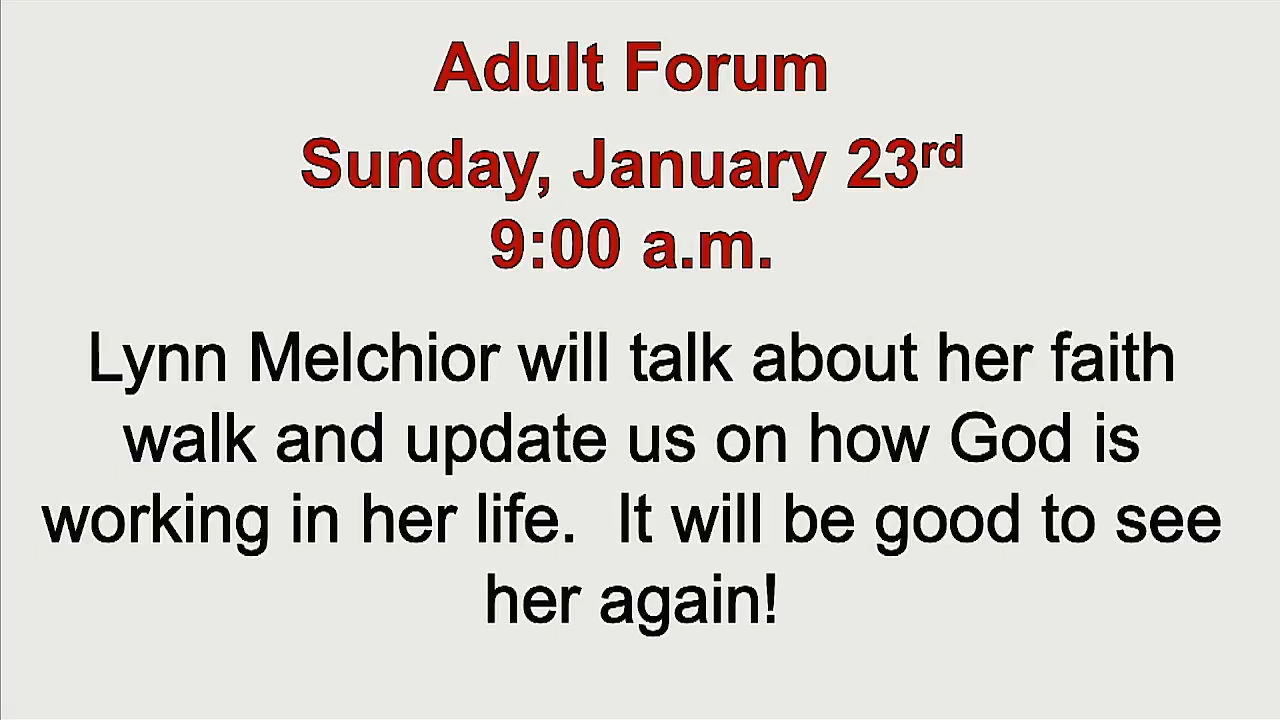 Adult Forum
Sunday, January 23rd
9:00 a.m.
Lynn Melchior will talk about her faith
walk and update us on how God is
working in her life.  It will be good to see
her again!